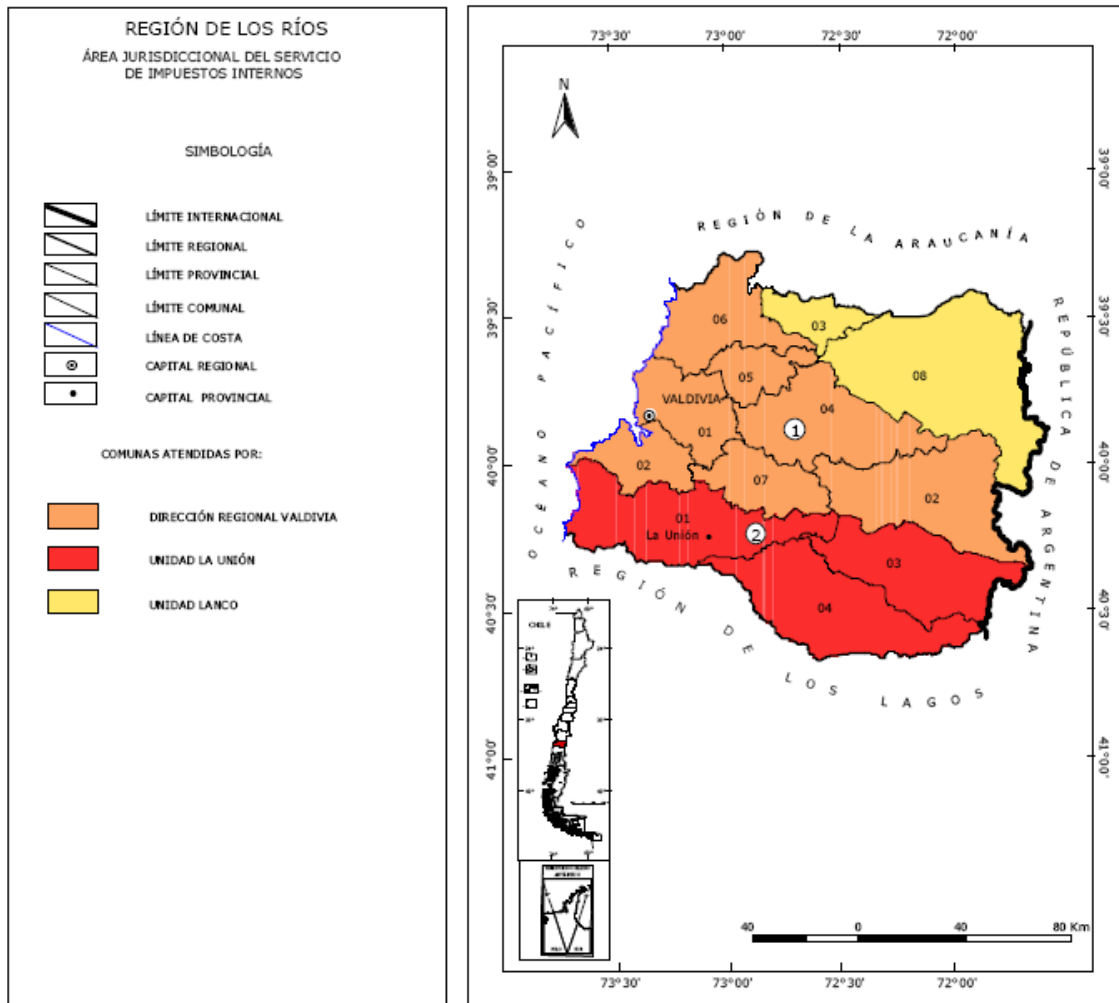 REGIÓN DE LOS RÍOS
ÁREA JURISDICCIONAL DEL SERVICIO
DE IMPUESTOS INTERNOS
SIMBOLOGÍA
LÍMITE INTERNACIONAL
LÍMITE REGIONAL
LÍMITE PROVINCIAL
LÍMITE COMUNAL
LÍNEA DE COSTA
CAPITAL REGIONAL
CAPITAL PROVINCIAL
COMUNAS ATENDIDAS POR:
DIRECCIÓN REGIONAL VALDIVIA
UNIDAD LA UNIÓN
UNIDAD LANCO
73°30' 73°00' 72°30' 72°00'
N
39°00' 39°00'
REGIÓN DE LA ARAUCANÍA
OCÉANO PACÍFICO
REPÚBLICA DE ARGENTINA
39°30' 39°30'
06
03
05
08
VALDIVIA
04
01
1
40°00' 40°00'
02
07
02
01
La Unión
2
03
04
40°30' 40°30'
REGIÓN DE LOS LAGOS
CHILE
41°00' 41°00'
40 0 40 80 Km
73°30' 73°00' 72°30' 72°00'